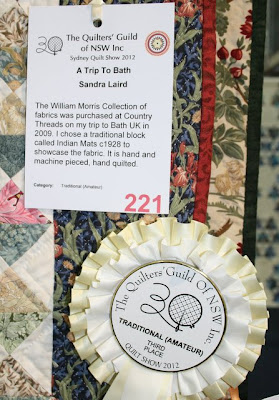 30
The Quilters' Guild
of NSW Inc
Sydney Quilt Show 2012
A Trip To Bath
Sandra Laird
The William Morris Collection of
fabrics was purchased at Country
Threads on my trip to Bath UK in
2009. I chose a traditional block
called Indian Mats c1928 to
showcase the fabric. It is hand and
machine pieced, hand quilted.
Category: Traditional (Amateur)
221
The Quilters' Guild Of NSW Inc.
30
TRADITIONAL (AMATEUR)
THIRD
PLACE
QUILT SHOW 2012